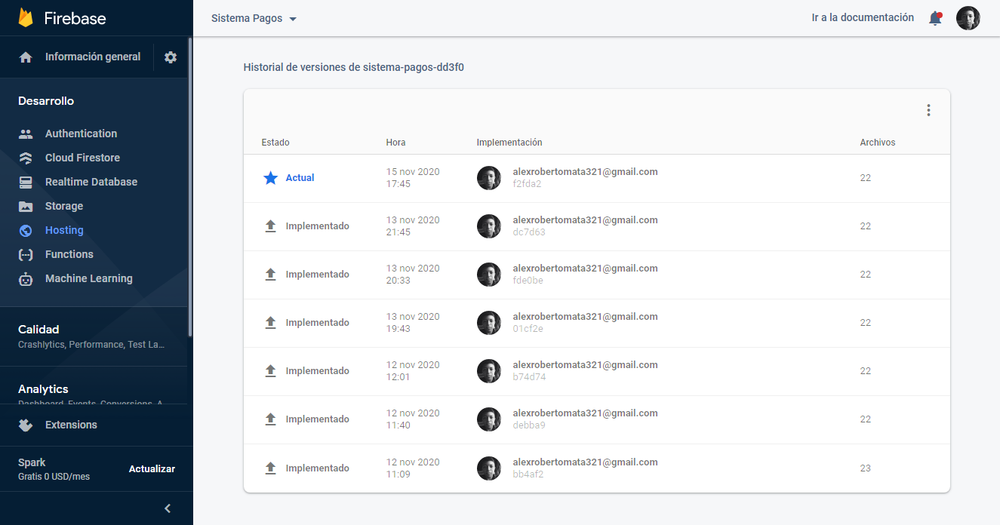 Firebase
Sistema Pagos
Ir a la documentación
Información general
Desarrollo
Authentication
Cloud Firestore
Realtime Database
Storage
Hosting
Functions
Machine Learning
Calidad
Crashlytics, Performance, Test La...
Analytics
Dashboard, Events, Conversions, A
Extensions
Spark
Gratis 0 USD/mes
Actualizar
Historial de versiones de sistema-pagos-dd3f0
Estado Hora Implementación Archivos
Actual 15 nov 2020 17:45 alexrobertomata321@gmail.com f2fda2 22
Implementado 13 nov 2020 21:45 alexrobertomata321@gmail.com dc7d63 22
Implementado 13 nov 2020 20:33 alexrobertomata321@gmail.com fde0be 22
Implementado 13 nov 2020 19:43 alexrobertomata321@gmail.com 01cf2e 22
Implementado 12 nov 2020 12:01 alexrobertomata321@gmail.com b74d74 22
Implementado 12 nov 2020 11:40 alexrobertomata321@gmail.com debba9 22
Implementado 12 nov 2020 11:09 alexrobertomata321@gmail.com bb4af2 23